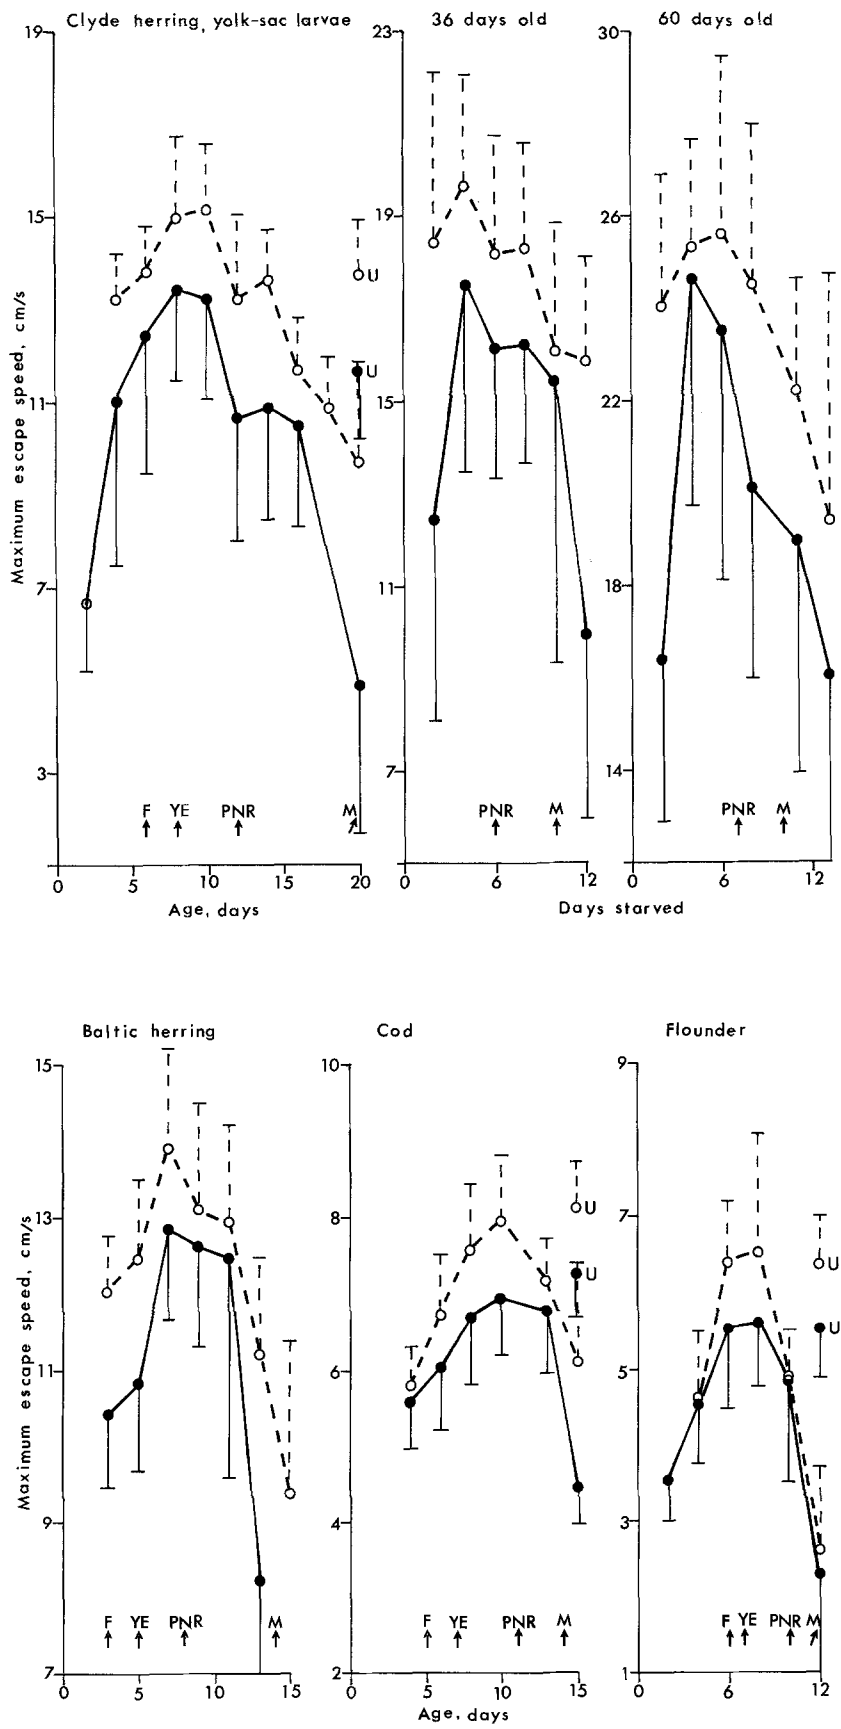 Clyde herring, yolk-sac larvae
36 days old
60 days old
Maximum escape speed, cm/s
19
15
11
7
3
U
U
F YE PNR M
0 5 10 15 20
Age, days
23
19
15
11
7
PNR M
0 6 12
30
26
22
18
14
PNR M
0 6 12
Days starved
Baltic herring
Cod
Flounder
Maximum escape speed, cm/s
15
13
11
9
7
F YE PNR M
0 5 10 15
10
8
6
4
2
U
U
F YE PNR M
0 5 10 15
Age, days
9
7
5
3
1
U
U
F YE PNR M
0 6 12